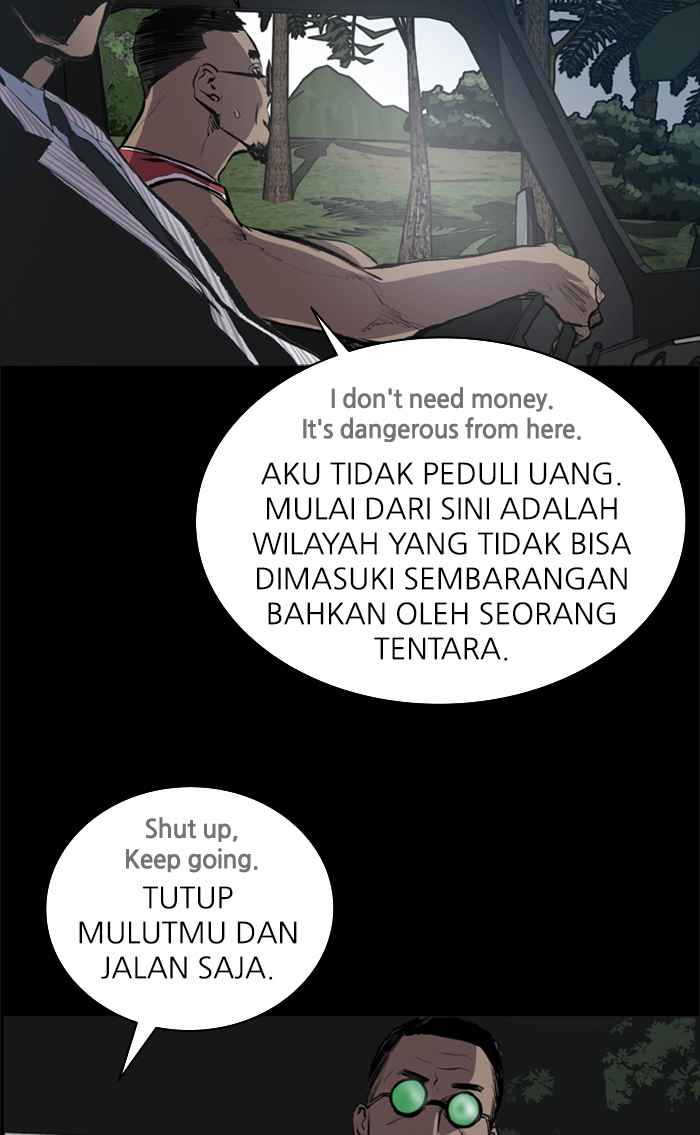 I don't need money.
It's dangerous from here.
AKU TIDAK PEDULI UANG.
MULAI DARI SINI ADALAH
WILAYAH YANG TIDAK BISA
DIMASUKI SEMBARANGAN
BAHKAN OLEH SEORANG
TENTARA.
Shut up,
Keep going.
TUTUP
MULUTMU DAN
JALAN SAJA.